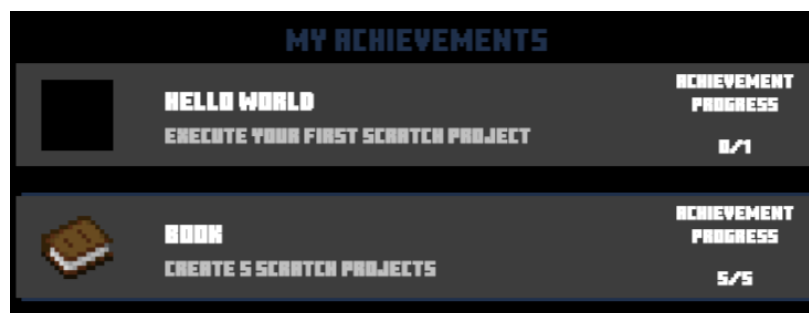 MY ACHIEVEMENTS
HELLO WORLD
EXECUTE YOUR FIRST SCRATCH PROJECT
ACHIEVEMENT
PROGRESS
0/1
BOOK
CREATE 5 SCRATCH PROJECTS
ACHIEVEMENT
PROGRESS
5/5